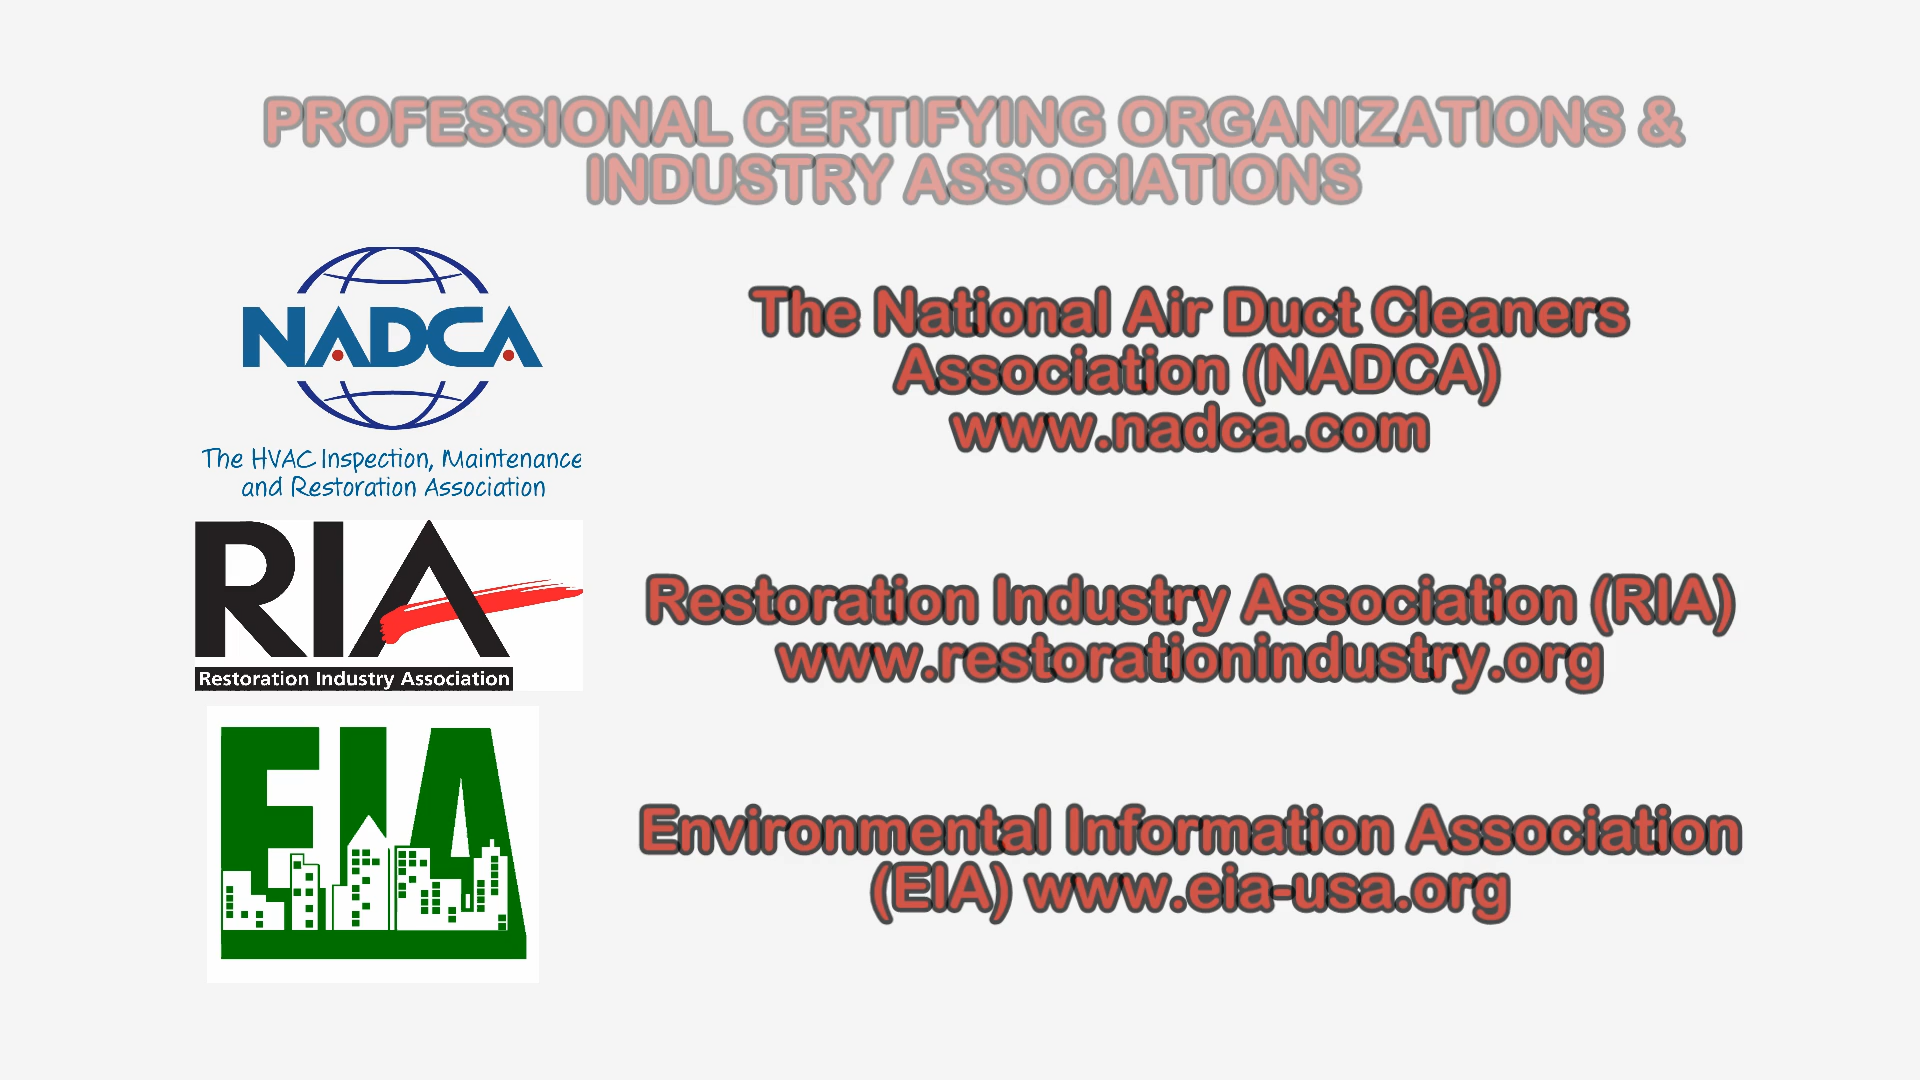 PROFESSIONAL CERTIFYING ORGANIZATIONS &
INDUSTRY ASSOCIATIONS
NADCA
The HVAC Inspection, Maintenance
and Restoration Association
The National Air Duct Cleaners
Association (NADCA)
www.nadca.com
RIA
Restoration Industry Association
Restoration Industry Association (RIA)
www.restorationindustry.org
EIA
Environmental Information Association
(EIA) www.eia-usa.org